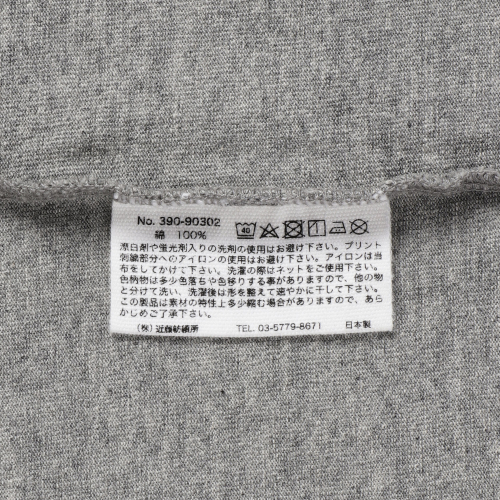 No. 390-90302
綿 100%
40
漂白剤や蛍光剤入りの洗剤の使用はお避け下さい。プリント
刺繍部分へのアイロンの使用はお避け下さい。アイロンは当
布をしてかけて下さい。洗濯の際はネットをご使用下さい。
色柄物は多少色落ちや色移りする事がありますので、他の物
と分けて洗い、洗濯後は形を整えて速やかに干して下さい。
この製品は素材の特性上多少縮む場合がありますので、あら
かじめご了承下さい。
(株) 近藤紡績所 TEL. 03-5779-8671 日本製